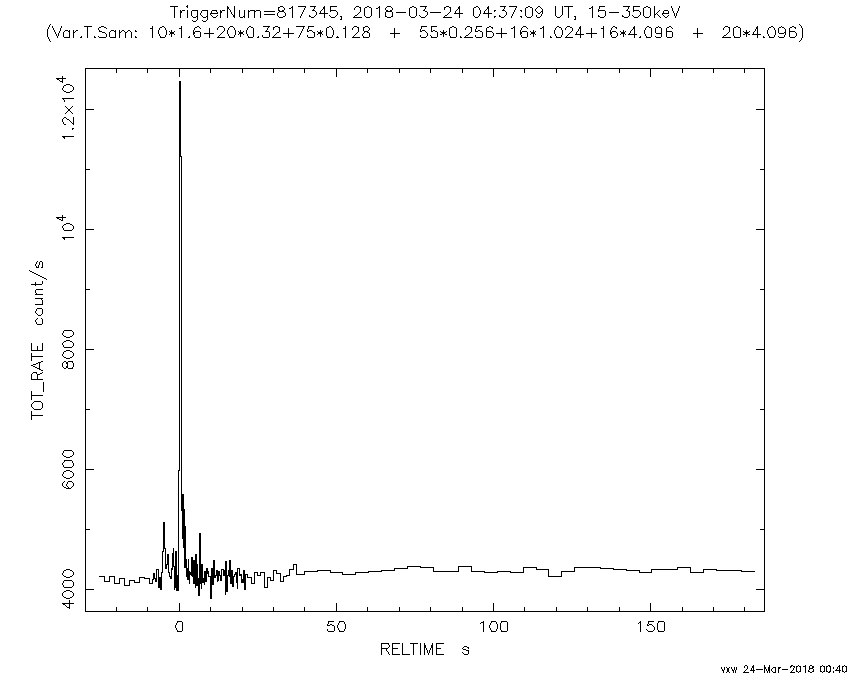 TriggerNum=817345, 2018-03-24 04:37:09 UT, 15-350keV
(Var.T.Sam: 10*1.6+20*0.32+75*0.128 + 55*0.256+16*1.024+16*4.096 + 20*4.096)
TOT_RATE count/s
1.2×10⁴
10⁴
8000
6000
4000
0 50 100 150
RELTIME s
vxw 24-Mar-2018 00:40